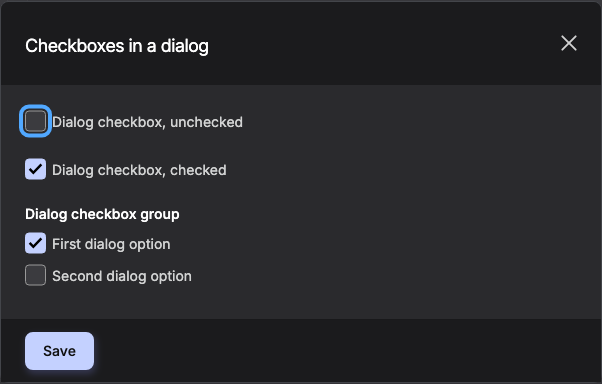 Checkboxes in a dialog
Dialog checkbox, unchecked
Dialog checkbox, checked
Dialog checkbox group
First dialog option
Second dialog option
Save